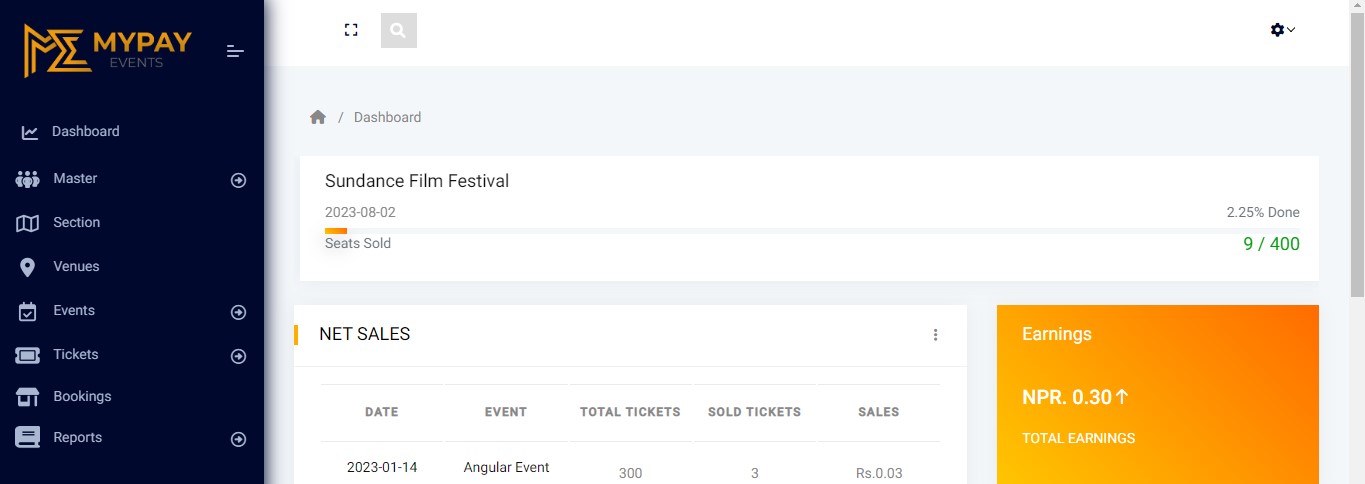 MYPAY
EVENTS
Dashboard
Master
Section
Venues
Events
Tickets
Bookings
Reports
/ Dashboard
Sundance Film Festival
2023-08-02 2.25% Done
Seats Sold 9 / 400
NET SALES
DATE EVENT TOTAL TICKETS SOLD TICKETS SALES
2023-01-14 Angular Event 300 3 Rs.0.03
Earnings
NPR. 0.30↑
TOTAL EARNINGS